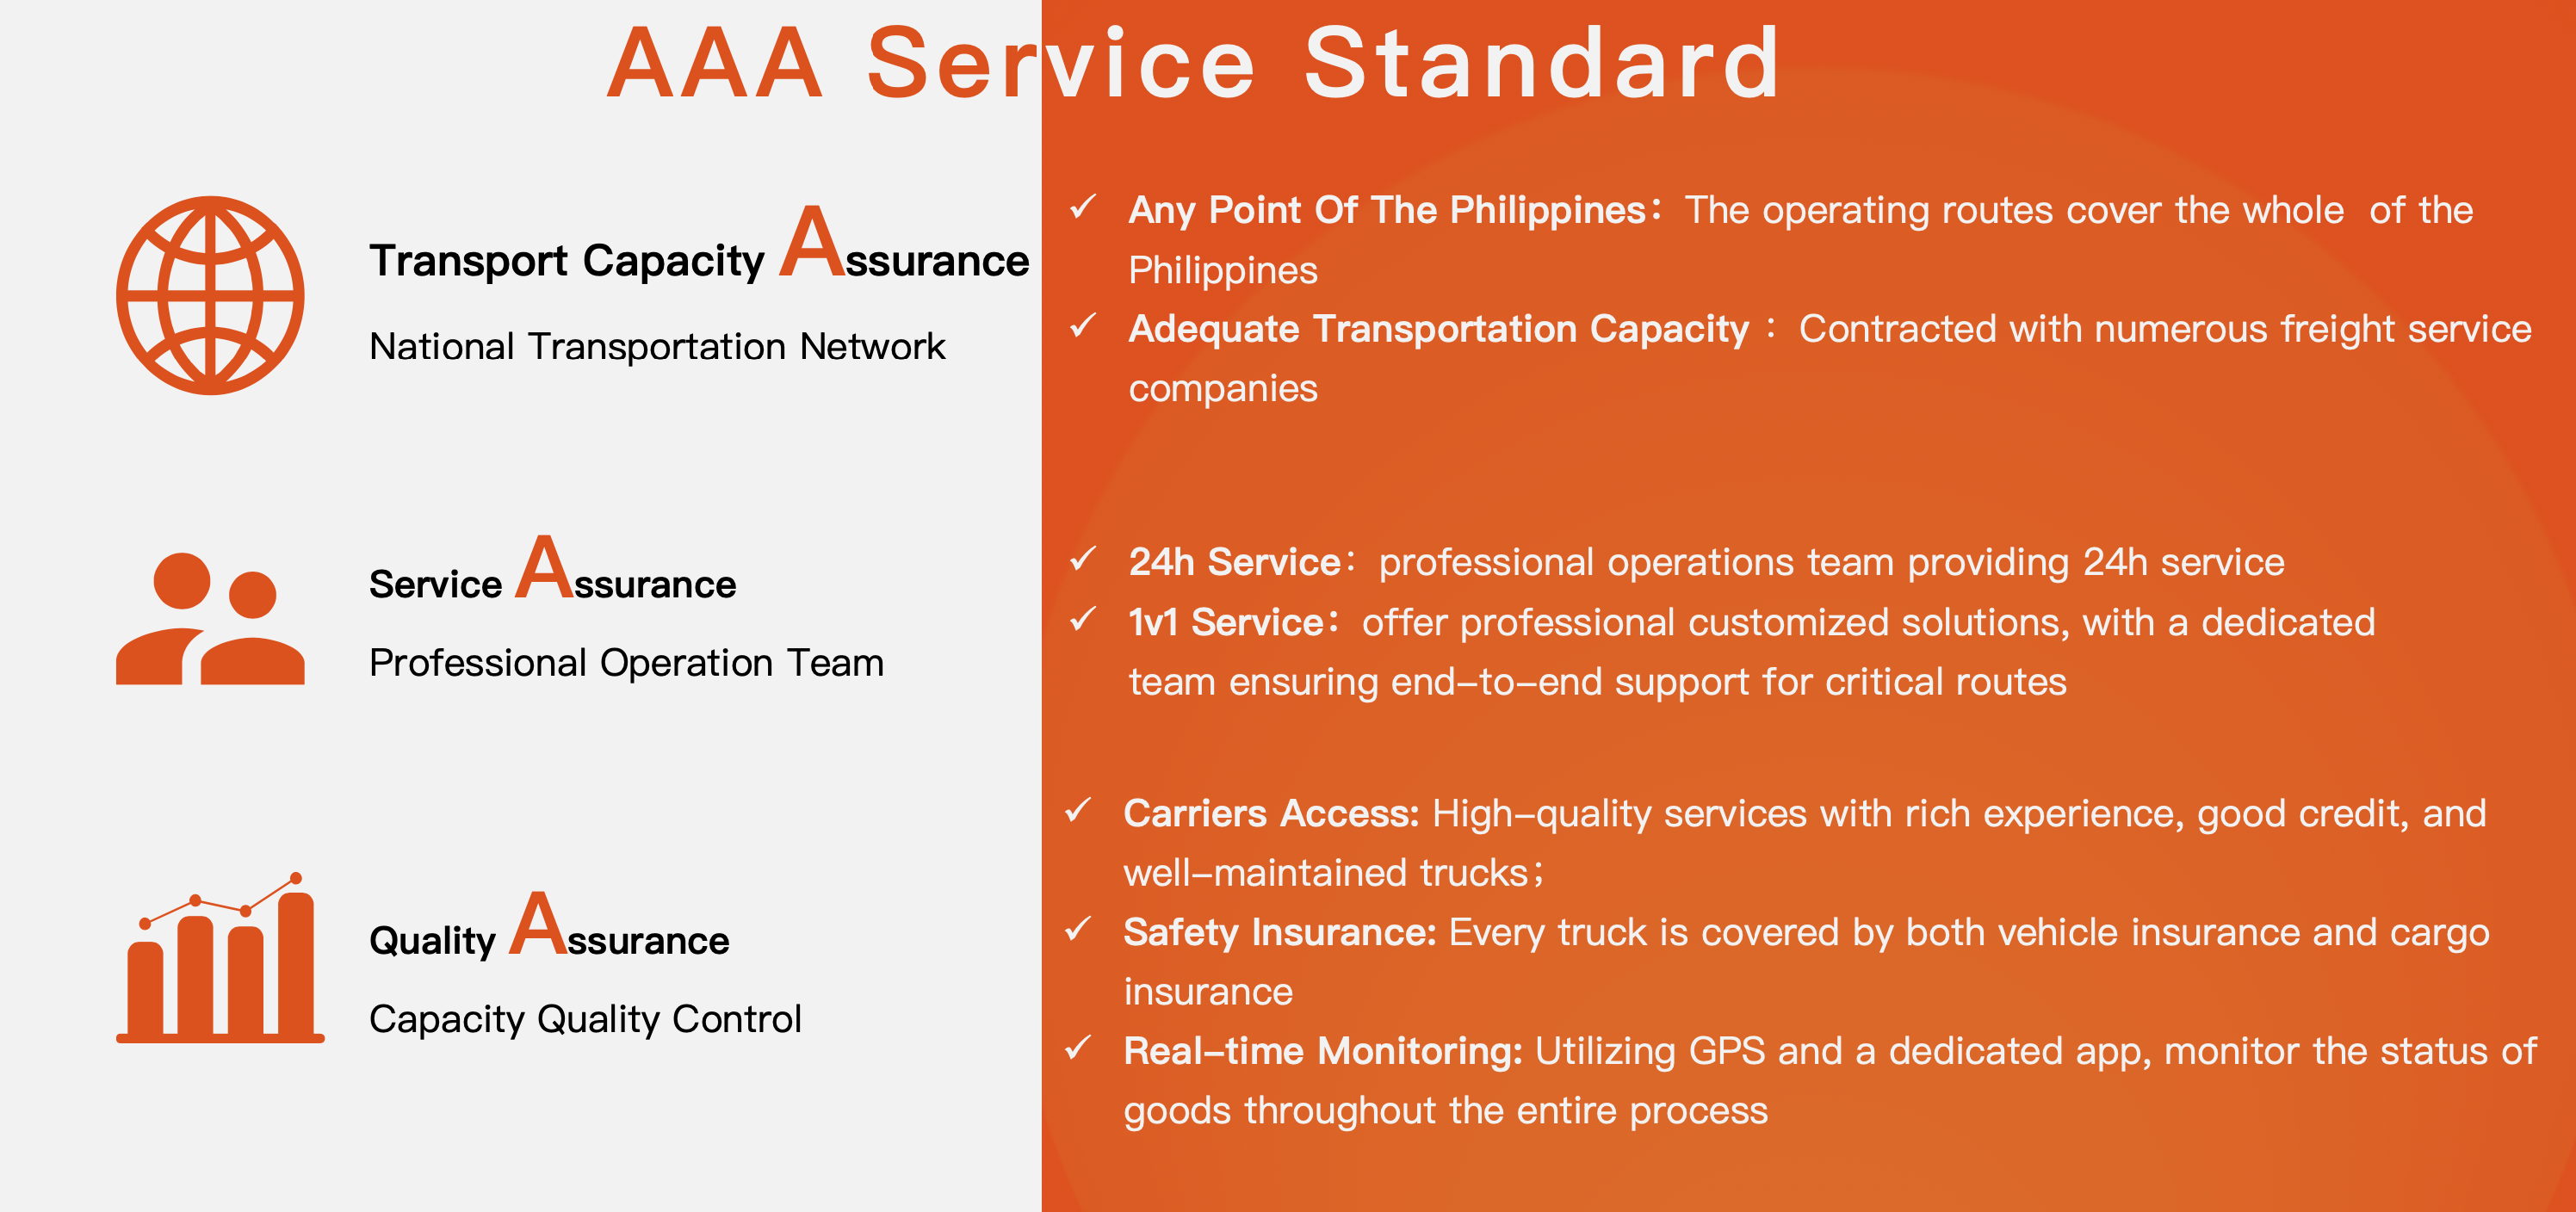 AAA Service Standard
Transport Capacity Assurance
National Transportation Network
Any Point Of The Philippines： The operating routes cover the whole  of the
Philippines
Adequate Transportation Capacity ： Contracted with numerous freight service
companies
Service Assurance
Professional Operation Team
24h Service： professional operations team providing 24h service
1v1 Service： offer professional customized solutions, with a dedicated
team ensuring end-to-end support for critical routes
Quality Assurance
Capacity Quality Control
Carriers Access: High-quality services with rich experience, good credit, and
well-maintained trucks；
Safety Insurance: Every truck is covered by both vehicle insurance and cargo
insurance
Real-time Monitoring: Utilizing GPS and a dedicated app, monitor the status of
goods throughout the entire process